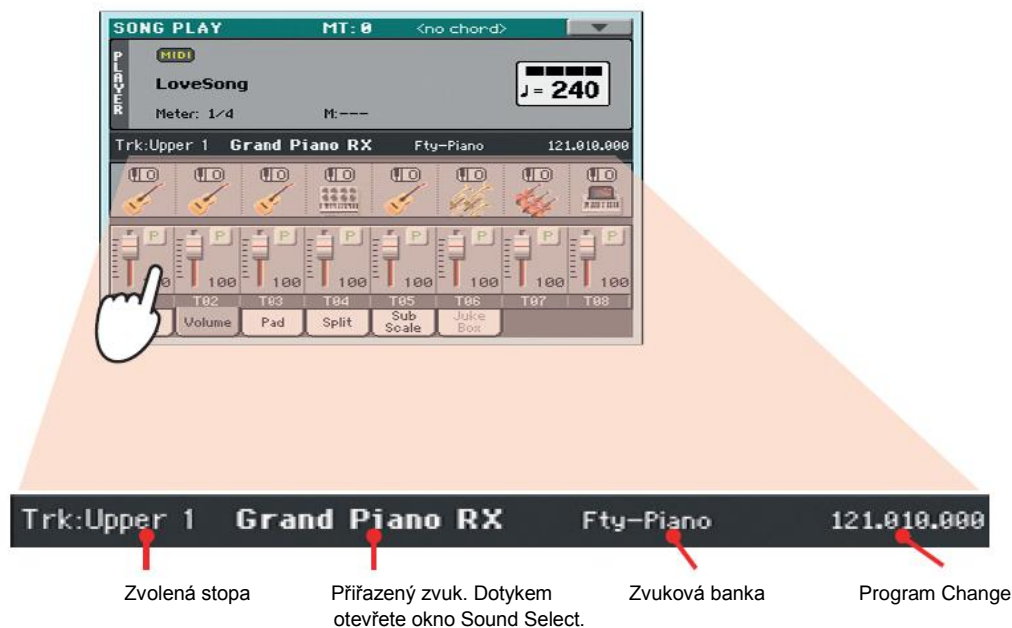 SONG PLAY MT: 0 <no chord>
PLAYER
MIDI
LoveSong
♩= 240
Meter: 1/4 M:---
Trk:Upper 1 Grand Piano RX Fty-Piano 121.010.000
P P P P P P P P
0 100 100 100 100 100 100 100
T02 T03 T04 T05 T06 T07 T08
Volume Pad Split Sub Scale Juke Box
Trk:Upper 1 Grand Piano RX Fty-Piano 121.010.000
Zvolená stopa
Přiřazený zvuk. Dotykem
otevřete okno Sound Select.
Zvuková banka
Program Change